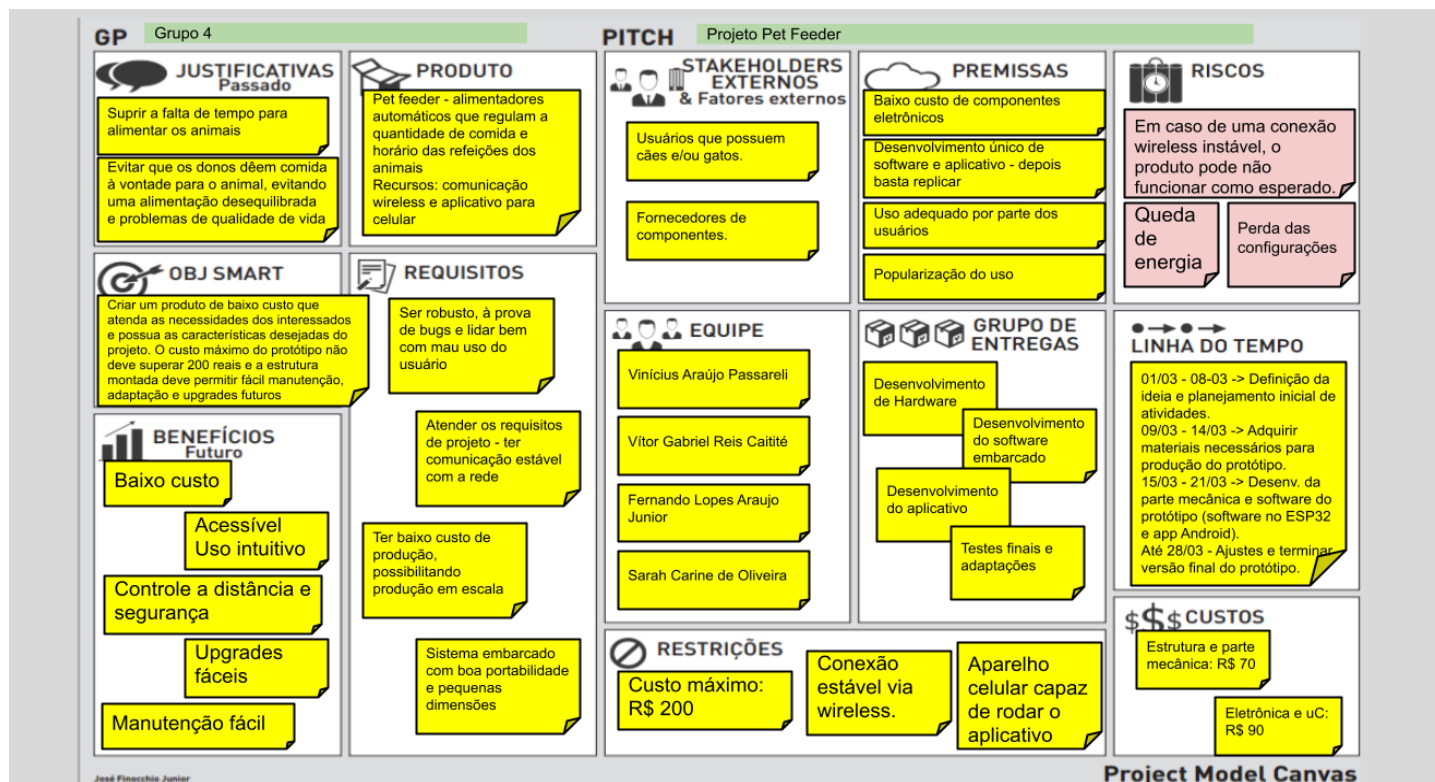 GP
Grupo 4
PITCH
Projeto Pet Feeder
JUSTIFICATIVAS
Passado
Suprir a falta de tempo para
alimentar os animais
Evitar que os donos dêem comida
à vontade para o animal, evitando
uma alimentação desequilibrada
e problemas de qualidade de vida
PRODUTO
Pet feeder - alimentadores
automáticos que regulam a
quantidade de comida e
horário das refeições dos
animais
Recursos: comunicação
wireless e aplicativo para
celular
STAKEHOLDERS
EXTERNOS
& Fatores externos
Usuários que possuem
cães e/ou gatos.
Fornecedores de
componentes.
PREMISSAS
Baixo custo de componentes
eletrônicos
Desenvolvimento único de
software e aplicativo - depois
basta replicar
Uso adequado por parte dos
usuários
Popularização do uso
RISCOS
Em caso de uma conexão
wireless instável, o
produto pode não
funcionar como esperado.
Queda
de
energia
Perda das
configurações
OBJ SMART
Criar um produto de baixo custo que
atenda as necessidades dos interessados
e possua as características desejadas do
projeto. O custo máximo do protótipo não
deve superar 200 reais e a estrutura
montada deve permitir fácil manutenção,
adaptação e upgrades futuros
REQUISITOS
Ser robusto, à prova
de bugs e lidar bem
com mau uso do
usuário
Atender os requisitos
de projeto - ter
comunicação estável
com a rede
Ter baixo custo de
produção,
possibilitando
produção em escala
Sistema embarcado
com boa portabilidade
e pequenas
dimensões
EQUIPE
Vinícius Araújo Passareli
Vítor Gabriel Reis Caitité
Fernando Lopes Araujo
Junior
Sarah Carine de Oliveira
GRUPO DE
ENTREGAS
Desenvolvimento
de Hardware
Desenvolvimento
do software
embarcado
Desenvolvimento
do aplicativo
Testes finais e
adaptações
LINHA DO TEMPO
01/03 - 08-03 -> Definição da
ideia e planejamento inicial de
atividades.
09/03 - 14/03 -> Adquirir
materiais necessários para
produção do protótipo.
15/03 - 21/03 -> Desenv. da
parte mecânica e software do
protótipo (software no ESP32
e app Android).
Até 28/03 - Ajustes e terminar
versão final do protótipo.
BENEFÍCIOS
Futuro
Baixo custo
Acessível
Uso intuitivo
Controle a distância e
segurança
Upgrades
fáceis
Manutenção fácil
RESTRIÇÕES
Custo máximo:
R$ 200
Conexão
estável via
wireless.
Aparelho
celular capaz
de rodar o
aplicativo
$$$ CUSTOS
Estrutura e parte
mecânica: R$ 70
Eletrônica e uC:
R$ 90
José Finocchio Junior
Project Model Canvas